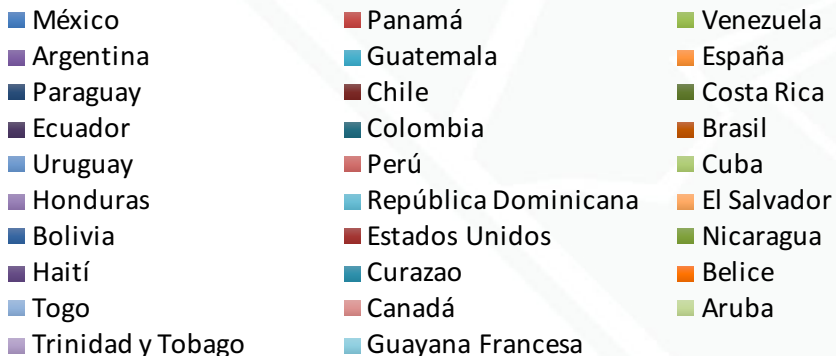 México Panamá Venezuela
Argentina Guatemala España
Paraguay Chile Costa Rica
Ecuador Colombia Brasil
Uruguay Perú Cuba
Honduras República Dominicana El Salvador
Bolivia Estados Unidos Nicaragua
Haití Curazao Belice
Togo Canadá Aruba
Trinidad y Tobago Guayana Francesa